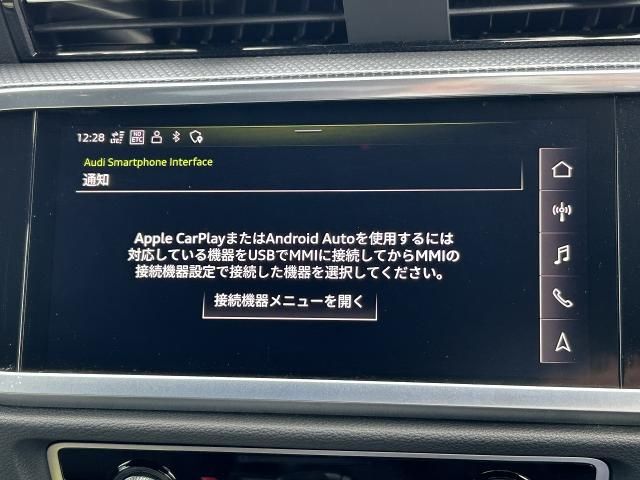 12:28 LTE NO ETC
Audi Smartphone Interface
通知
Apple CarPlayまたはAndroid Autoを使用するには
対応している機器をUSBでMMIに接続してからMMIの
接続機器設定で接続した機器を選択してください。
接続機器メニューを開く